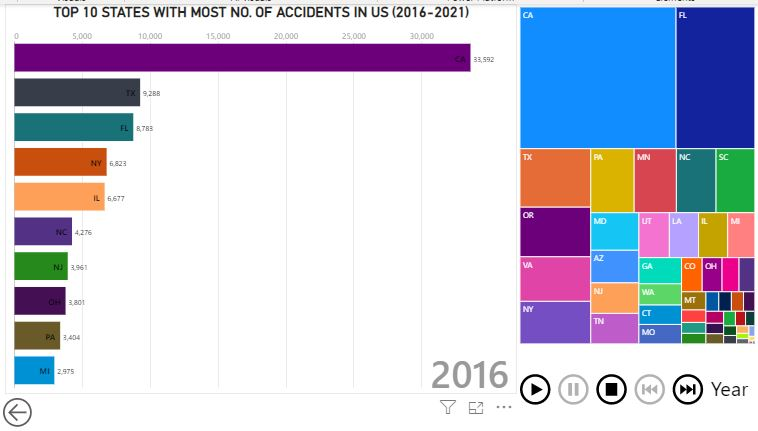 TOP 10 STATES WITH MOST NO. OF ACCIDENTS IN US (2016-2021)
0 5,000 10,000 15,000 20,000 25,000 30,000
CA 33,592
TX 9,288
FL 8,783
NY 6,823
IL 6,677
NC 4,276
NJ 3,961
OH 3,801
PA 3,404
MI 2,975
2016
CA FL
TX PA MN NC SC
OR MD UT LA IL MI
VA AZ GA CO OH
NJ WA MT
NY CT
TN MO
Year